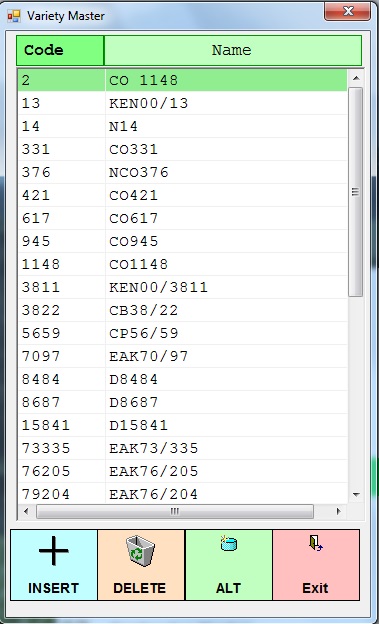 Variety Master
Code Name
2 CO 1148
13 KEN00/13
14 N14
331 CO331
376 NCO376
421 CO421
617 CO617
945 CO945
1148 CO1148
3811 KEN00/3811
3822 CB38/22
5659 CP56/59
7097 EAK70/97
8484 D8484
8687 D8687
15841 D15841
73335 EAK73/335
76205 EAK76/205
79204 EAK76/204
INSERT DELETE ALT Exit